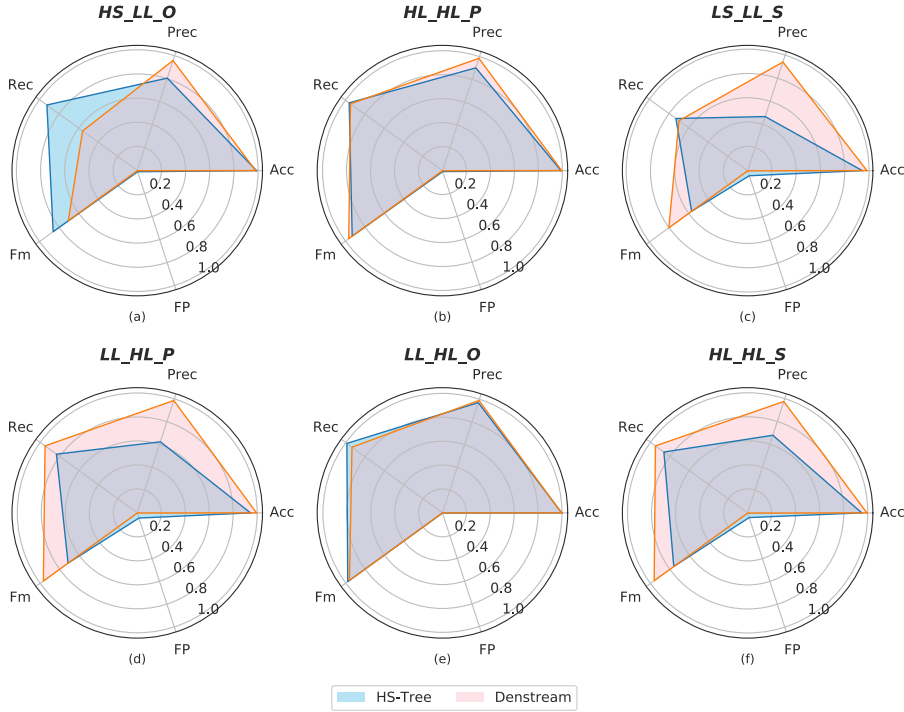 HS_LL_O
Prec
Rec
Acc
0.2
0.4
0.6
0.8
1.0
Fm
FP
(a)
HL_HL_P
Prec
Rec
Acc
0.2
0.4
0.6
0.8
1.0
Fm
FP
(b)
LS_LL_S
Prec
Rec
Acc
0.2
0.4
0.6
0.8
1.0
Fm
FP
(c)
LL_HL_P
Prec
Rec
Acc
0.2
0.4
0.6
0.8
1.0
Fm
FP
(d)
LL_HL_O
Prec
Rec
Acc
0.2
0.4
0.6
0.8
1.0
Fm
FP
(e)
HL_HL_S
Prec
Rec
Acc
0.2
0.4
0.6
0.8
1.0
Fm
FP
(f)
HS-Tree
Denstream